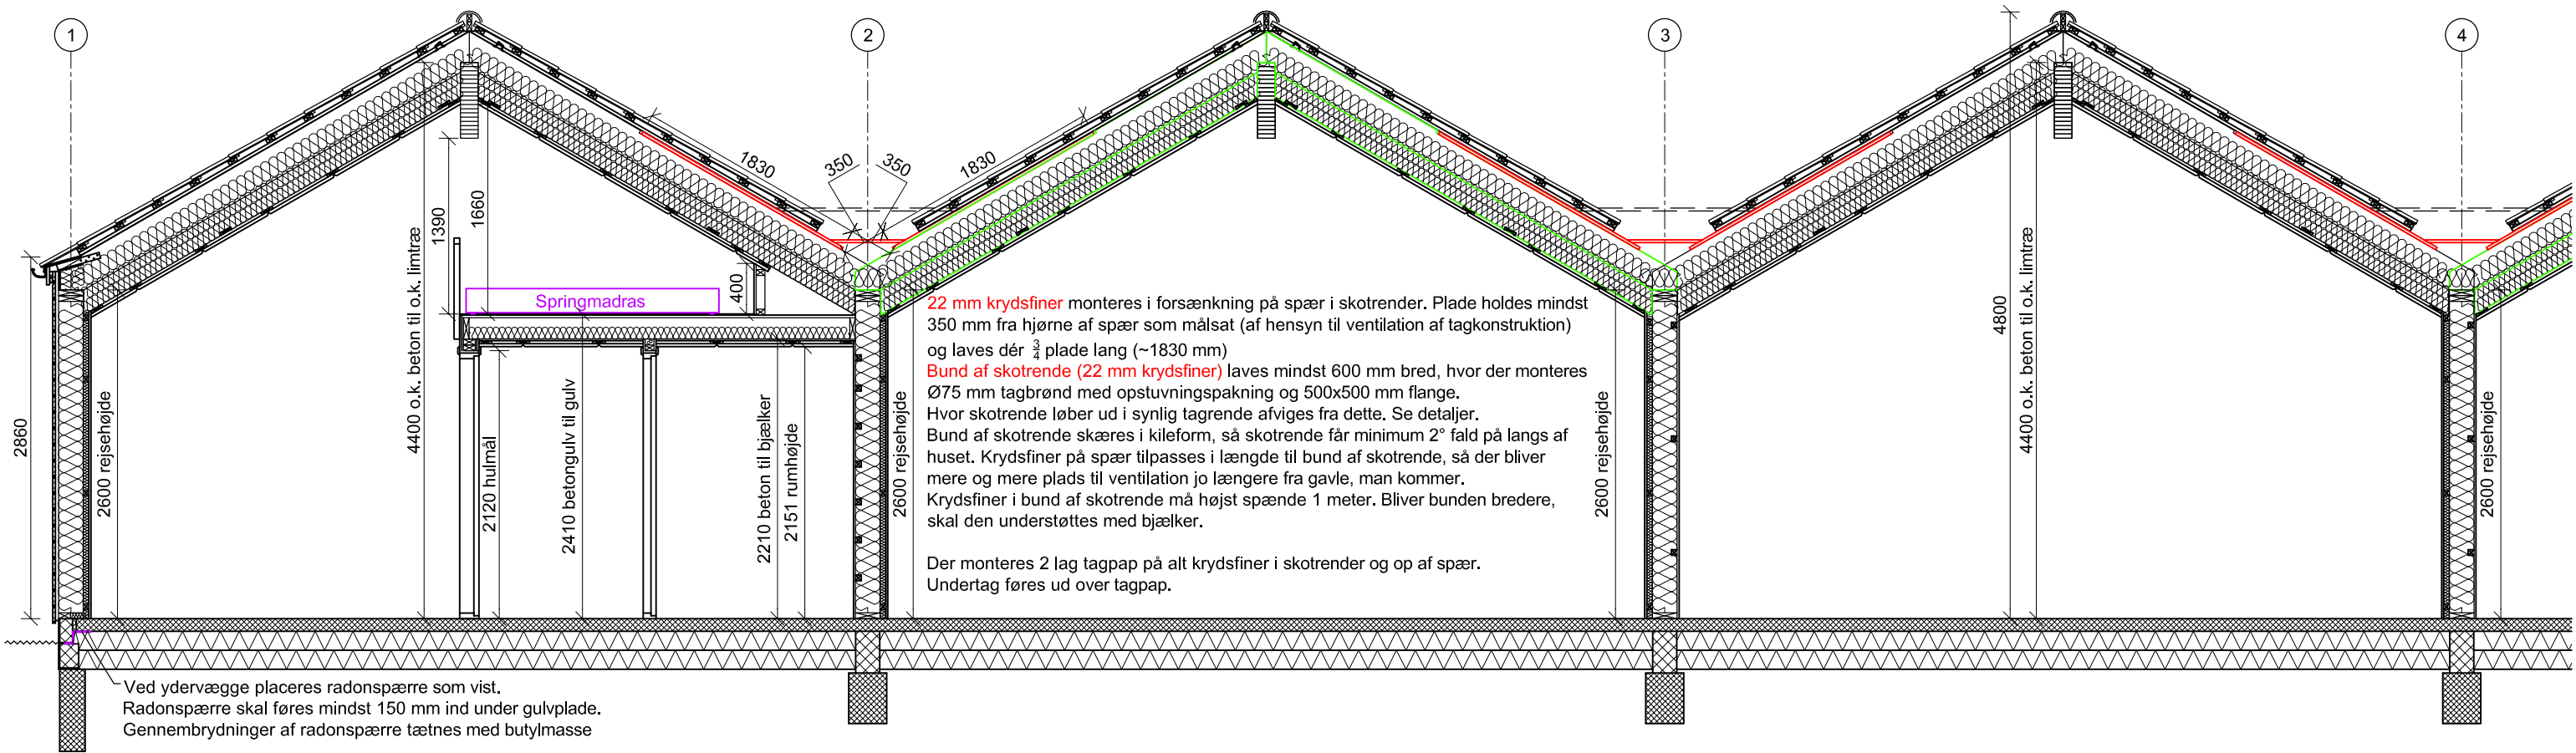 1
2
3
4
1830
350
350
1830
1390
1660
4400 o.k. beton til o.k. limtræ
400
Springmadras
2860
2600 rejsehøjde
2120 hulmål
2410 betongulv til gulv
2210 beton til bjælker
2151 rumhøjde
2600 rejsehøjde
22 mm krydsfiner monteres i forsænkning på spær i skotrender. Plade holdes mindst
350 mm fra hjørne af spær som målsat (af hensyn til ventilation af tagkonstruktion)
og laves dér 3/4 plade lang (~1830 mm)
Bund af skotrende (22 mm krydsfiner) laves mindst 600 mm bred, hvor der monteres
Ø75 mm tagbrønd med opstuvningspakning og 500x500 mm flange.
Hvor skotrende løber ud i synlig tagrende afviges fra dette. Se detaljer.
Bund af skotrende skæres i kileform, så skotrende får minimum 2° fald på langs af
huset. Krydsfiner på spær tilpasses i længde til bund af skotrende, så der bliver
mere og mere plads til ventilation jo længere fra gavle, man kommer.
Krydsfiner i bund af skotrende må højst spænde 1 meter. Bliver bunden bredere,
skal den understøttes med bjælker.
Der monteres 2 lag tagpap på alt krydsfiner i skotrender og op af spær.
Undertag føres ud over tagpap.
2600 rejsehøjde
4800
4400 o.k. beton til o.k. limtræ
2600 rejsehøjde
Ved ydervægge placeres radonspærre som vist.
Radonspærre skal føres mindst 150 mm ind under gulvplade.
Gennembrydninger af radonspærre tætnes med butylmasse